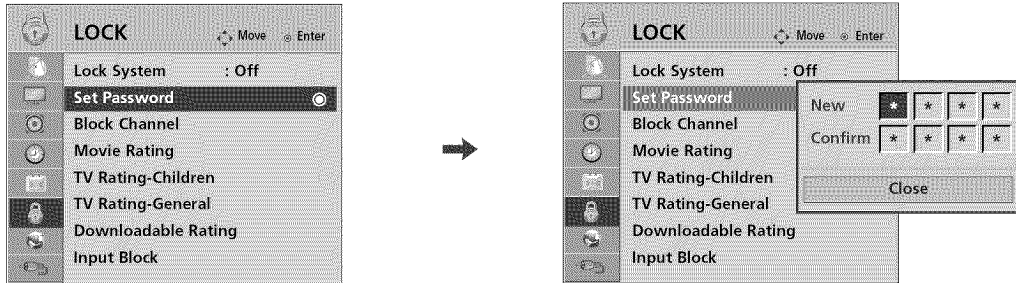 LOCK
Move Enter
Lock System : Off
Set Password
Block Channel
Movie Rating
TV Rating-Children
TV Rating-General
Downloadable Rating
Input Block
LOCK
Move Enter
Lock System : Off
Set Password
Block Channel
Movie Rating
TV Rating-Children
TV Rating-General
Downloadable Rating
Input Block
New * * * *
Confirm * * * *
Close